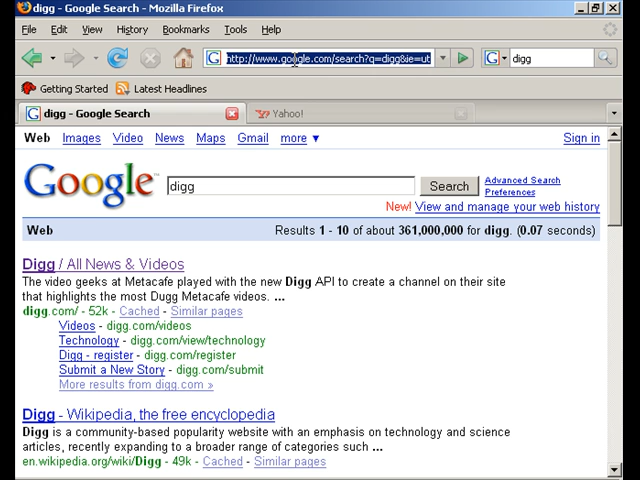 digg - Google Search - Mozilla Firefox
File Edit View History Bookmarks Tools Help
http://www.google.com/search?q=digg&ie=ut
digg
Getting Started Latest Headlines
digg - Google Search
Yahoo!
Web Images Video News Maps Gmail more ▼ Sign in
Google™
digg
Search
Advanced Search
Preferences
New! View and manage your web history
Web Results 1 - 10 of about 361,000,000 for digg. (0.07 seconds)
Digg / All News & Videos
The video geeks at Metacafe played with the new Digg API to create a channel on their site
that highlights the most Dugg Metacafe videos. ...
digg.com/ - 52k - Cached - Similar pages
Videos - digg.com/videos
Technology - digg.com/view/technology
Digg - register - digg.com/register
Submit a New Story - digg.com/submit
More results from digg.com »
Digg - Wikipedia, the free encyclopedia
Digg is a community-based popularity website with an emphasis on technology and science
articles, recently expanding to a broader range of categories such ...
en.wikipedia.org/wiki/Digg - 49k - Cached - Similar pages